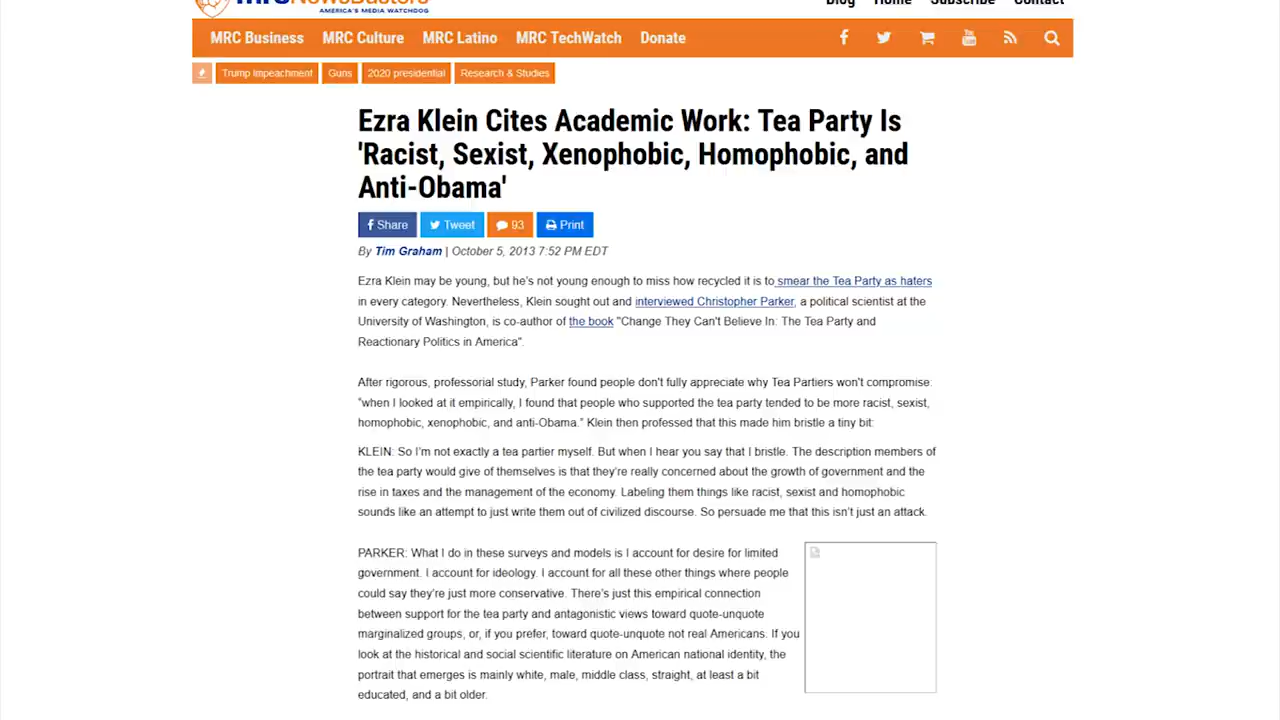 AMERICA'S MEDIA WATCHDOG
Blog Home Subscribe Contact
MRC Business MRC Culture MRC Latino MRC TechWatch Donate
Trump Impeachment Guns 2020 presidential Research & Studies
Ezra Klein Cites Academic Work: Tea Party Is
'Racist, Sexist, Xenophobic, Homophobic, and
Anti-Obama'
Share Tweet 93 Print
By Tim Graham | October 5, 2013 7:52 PM EDT
Ezra Klein may be young, but he's not young enough to miss how recycled it is to smear the Tea Party as haters
in every category. Nevertheless, Klein sought out and interviewed Christopher Parker, a political scientist at the
University of Washington, is co-author of the book "Change They Can't Believe In: The Tea Party and
Reactionary Politics in America".
After rigorous, professorial study, Parker found people don't fully appreciate why Tea Partiers won't compromise:
"when I looked at it empirically, I found that people who supported the tea party tended to be more racist, sexist,
homophobic, xenophobic, and anti-Obama." Klein then professed that this made him bristle a tiny bit:
KLEIN: So I'm not exactly a tea partier myself. But when I hear you say that I bristle. The description members of
the tea party would give of themselves is that they're really concerned about the growth of government and the
rise in taxes and the management of the economy. Labeling them things like racist, sexist and homophobic
sounds like an attempt to just write them out of civilized discourse. So persuade me that this isn't just an attack.
PARKER: What I do in these surveys and models is I account for desire for limited
government. I account for ideology. I account for all these other things where people
could say they're just more conservative. There's just this empirical connection
between support for the tea party and antagonistic views toward quote-unquote
marginalized groups, or, if you prefer, toward quote-unquote not real Americans. If you
look at the historical and social scientific literature on American national identity, the
portrait that emerges is mainly white, male, middle class, straight, at least a bit
educated, and a bit older.